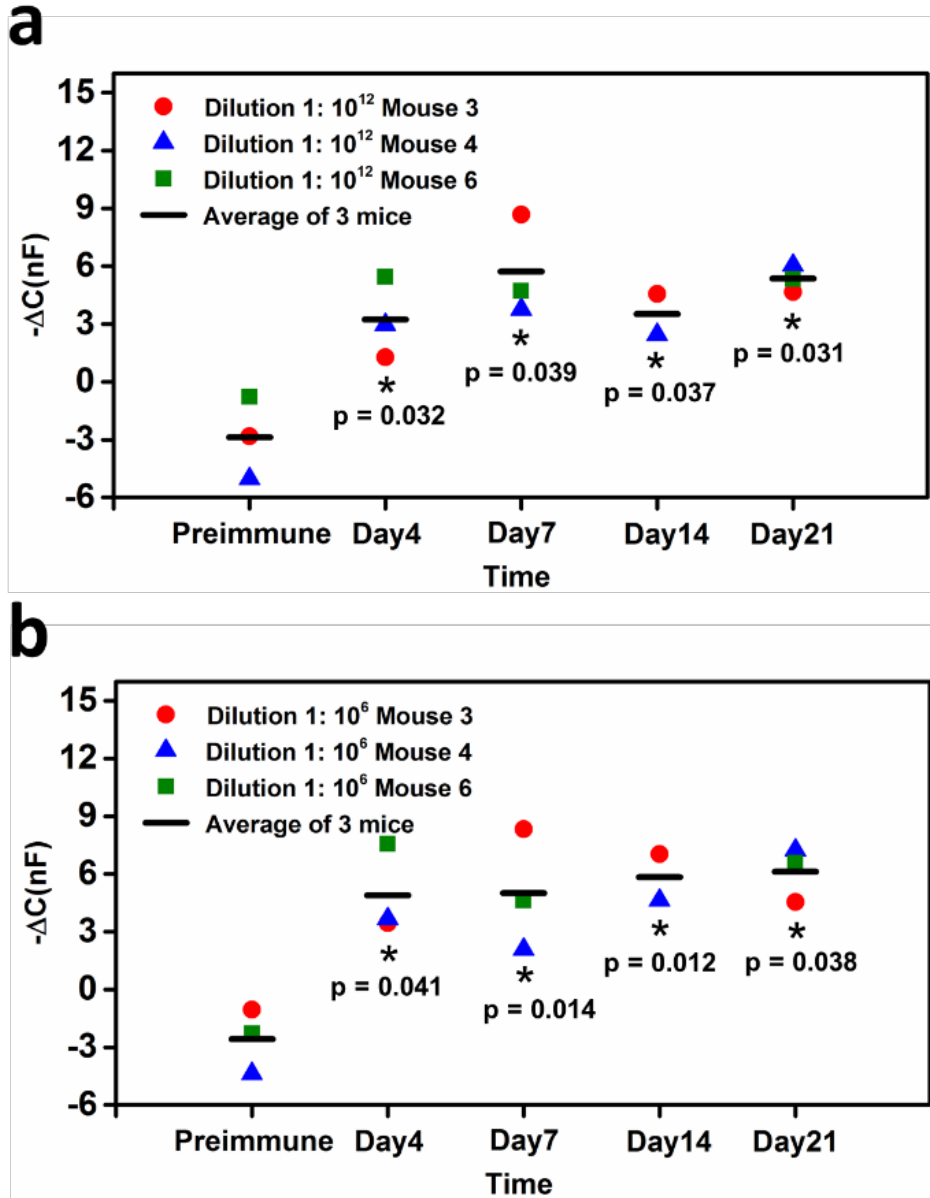 a
15
12
9
6
3
0
-3
-6
-ΔC(nF)
Dilution 1: 10¹² Mouse 3
Dilution 1: 10¹² Mouse 4
Dilution 1: 10¹² Mouse 6
Average of 3 mice
*
p = 0.032
*
p = 0.039
*
p = 0.037
*
p = 0.031
Preimmune Day4 Day7 Day14 Day21
Time
b
15
12
9
6
3
0
-3
-6
-ΔC(nF)
Dilution 1: 10⁶ Mouse 3
Dilution 1: 10⁶ Mouse 4
Dilution 1: 10⁶ Mouse 6
Average of 3 mice
*
p = 0.041
*
p = 0.014
*
p = 0.012
*
p = 0.038
Preimmune Day4 Day7 Day14 Day21
Time